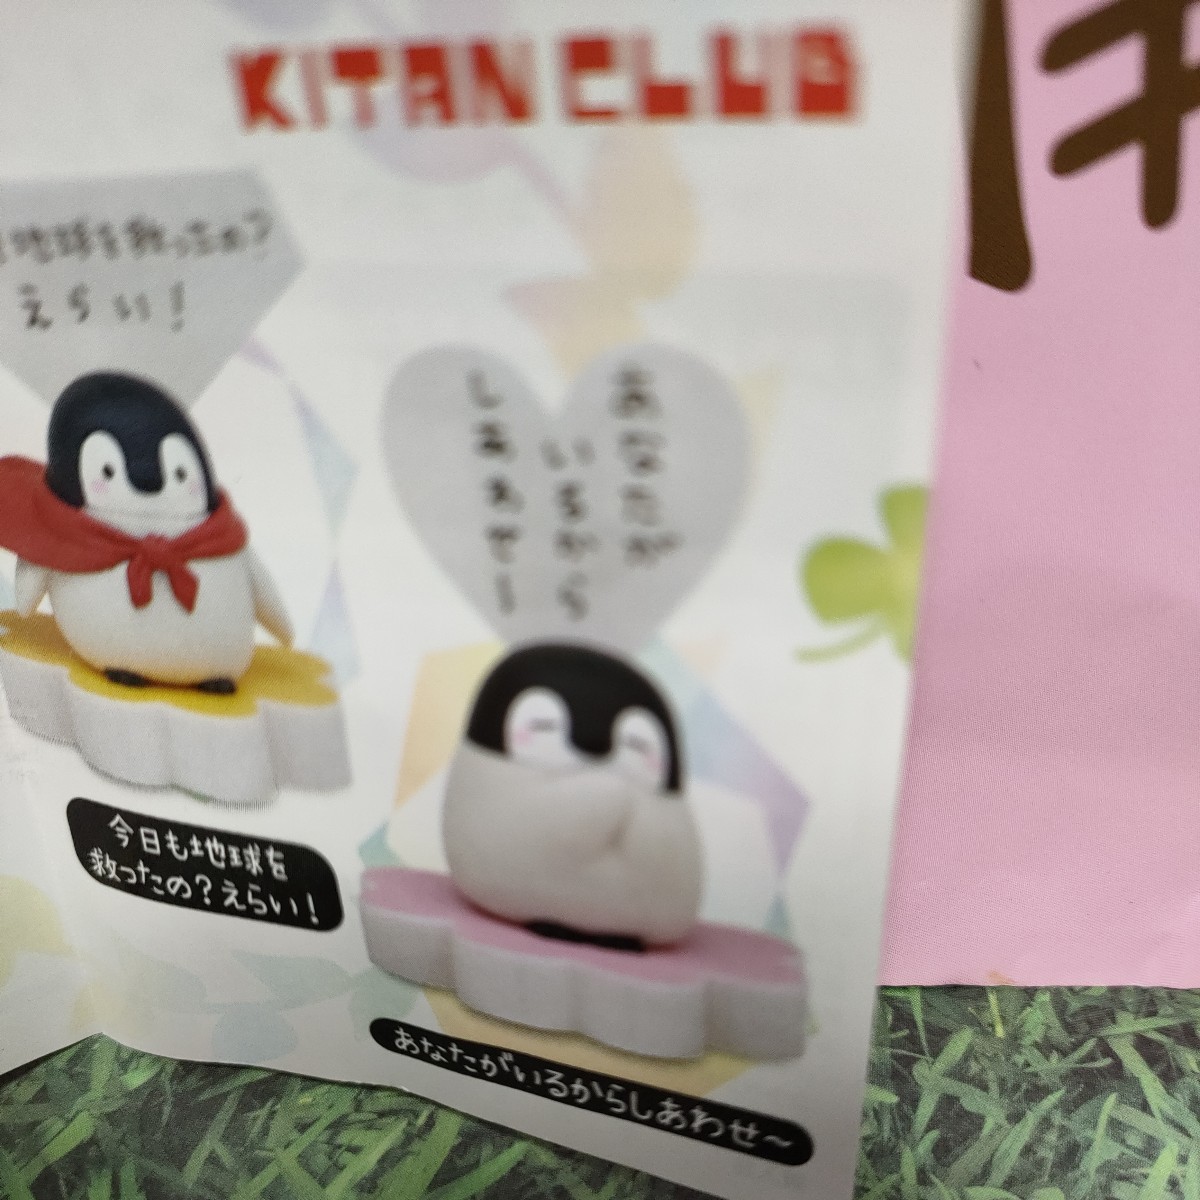 KITAN CLUB
地球を救ったの?
えらい!
あなたが
いるから
しあわせー
今日も地球を
救ったの?えらい!
あなたがいるからしあわせ〜